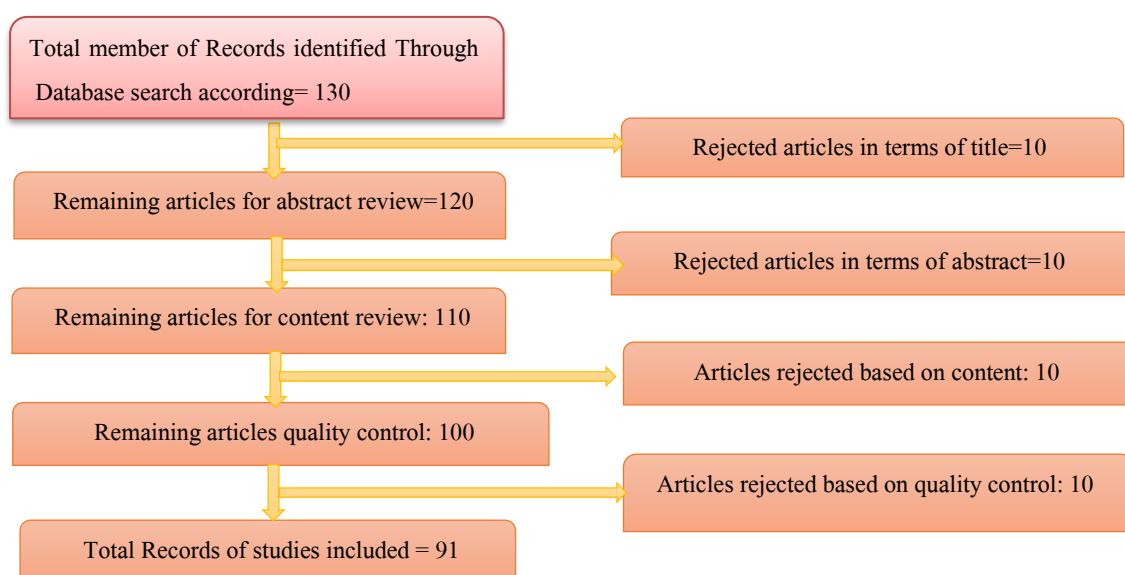 Total member of Records identified Through
Database search according= 130
Rejected articles in terms of title=10
Remaining articles for abstract review=120
Rejected articles in terms of abstract=10
Remaining articles for content review: 110
Articles rejected based on content: 10
Remaining articles quality control: 100
Articles rejected based on quality control: 10
Total Records of studies included = 91